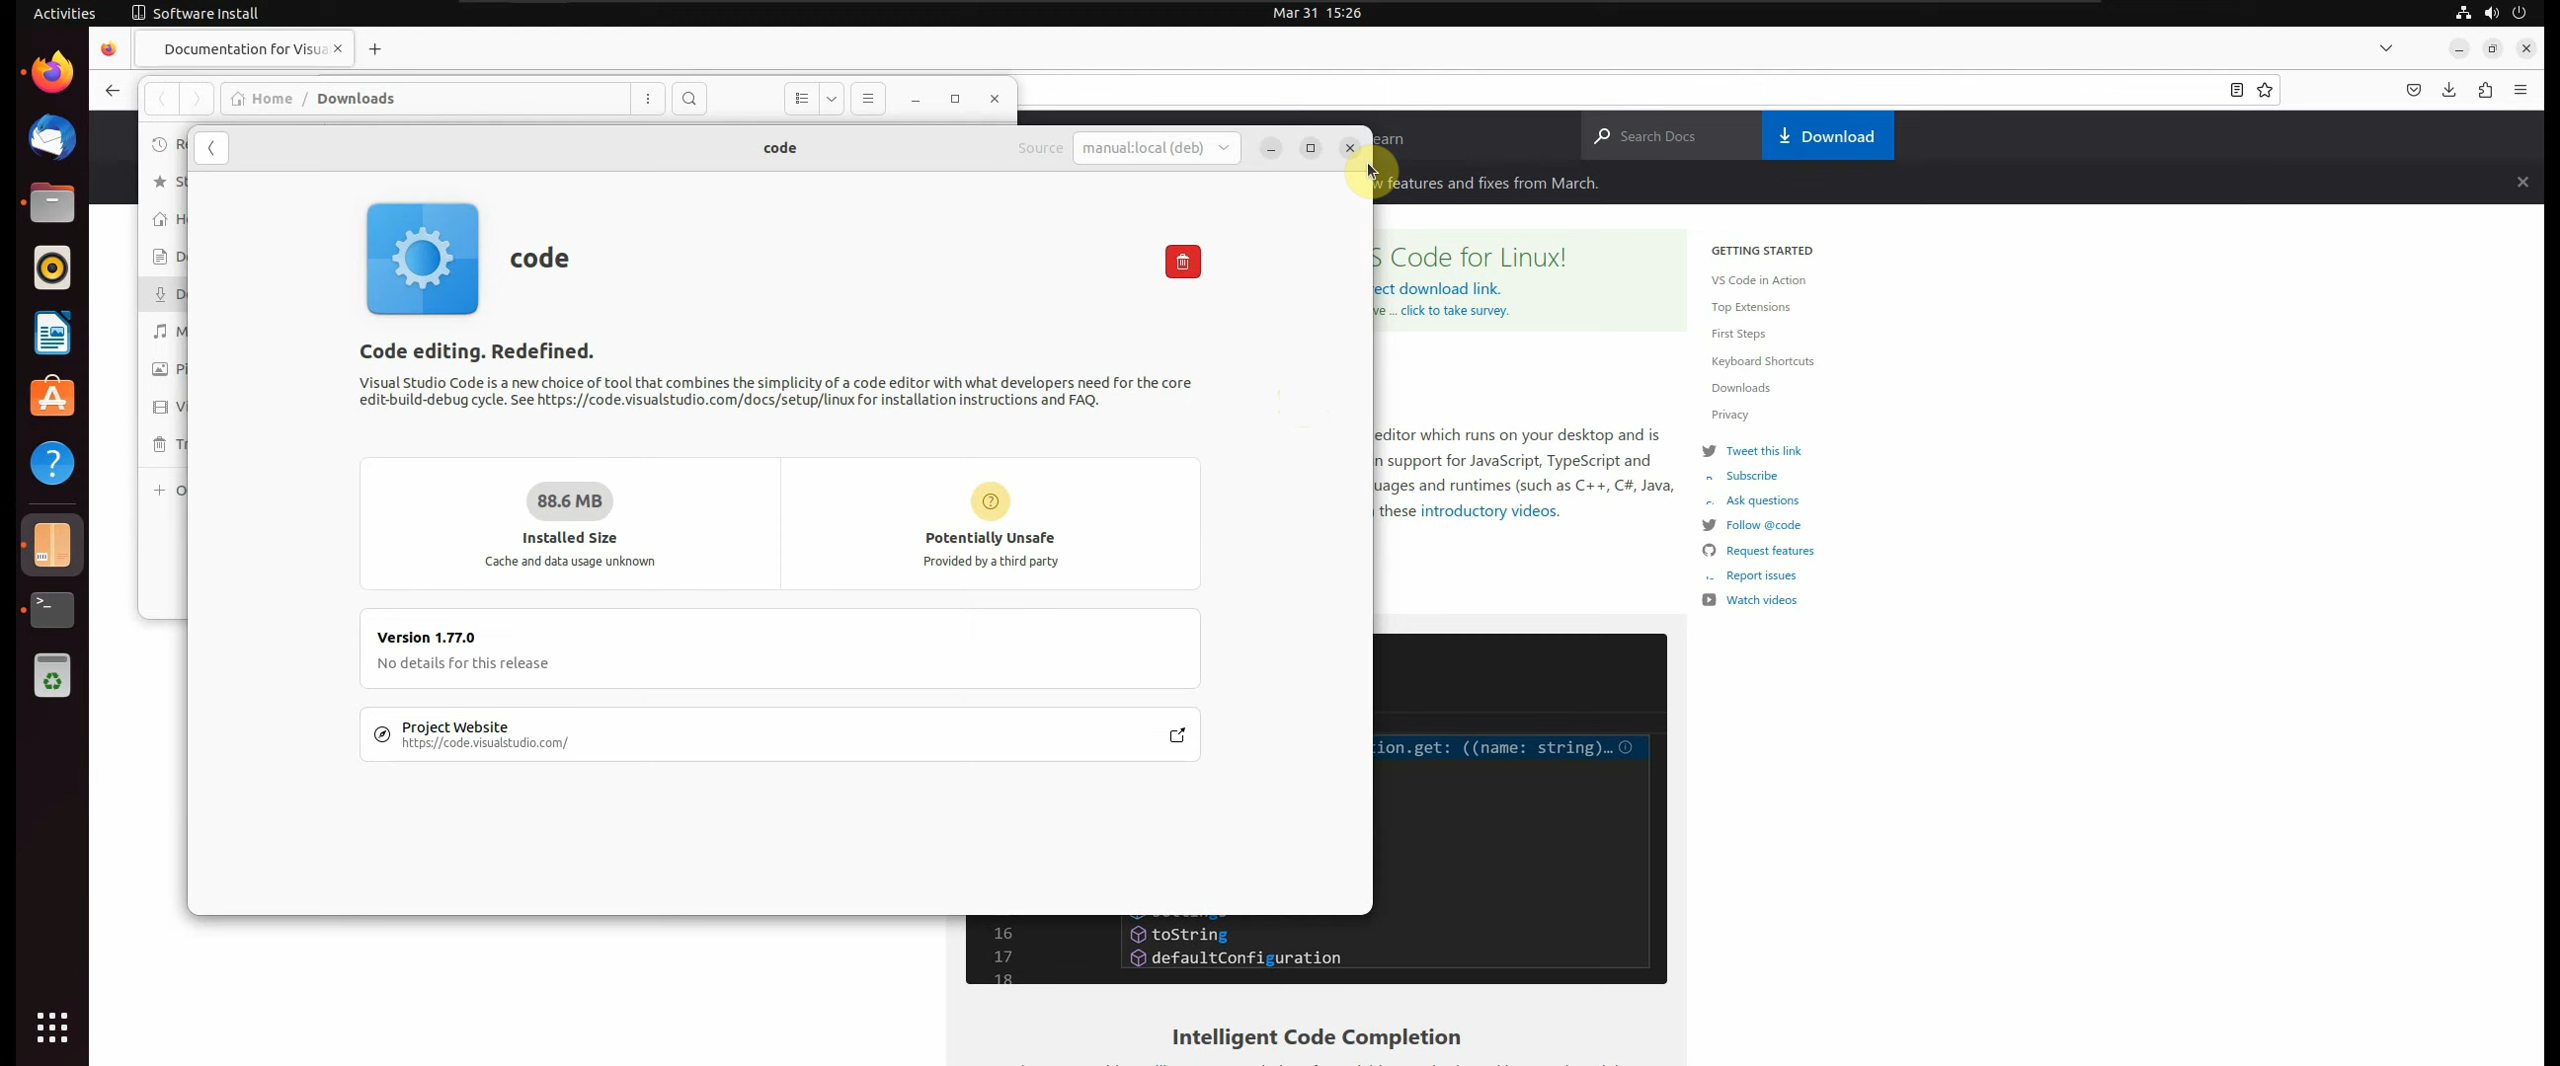 Activities
Software Install
Mar 31 15:26
Documentation for Visua
Home / Downloads
code
Source
manual:local (deb)
earn
Search Docs
Download
features and fixes from March.
code
Code editing. Redefined.
Visual Studio Code is a new choice of tool that combines the simplicity of a code editor with what developers need for the core
edit-build-debug cycle. See https://code.visualstudio.com/docs/setup/linux for installation instructions and FAQ.
88.6 MB
Installed Size
Cache and data usage unknown
Potentially Unsafe
Provided by a third party
Version 1.77.0
No details for this release
Project Website
https://code.visualstudio.com/
S Code for Linux!
ect download link.
ve ... click to take survey.
editor which runs on your desktop and is
n support for JavaScript, TypeScript and
uages and runtimes (such as C++, C#, Java,
these introductory videos.
GETTING STARTED
VS Code in Action
Top Extensions
First Steps
Keyboard Shortcuts
Downloads
Privacy
Tweet this link
Subscribe
Ask questions
Follow @code
Request features
Report issues
Watch videos
tion.get: ((name: string)…
16
toString
17
defaultConfiguration
18
Intelligent Code Completion